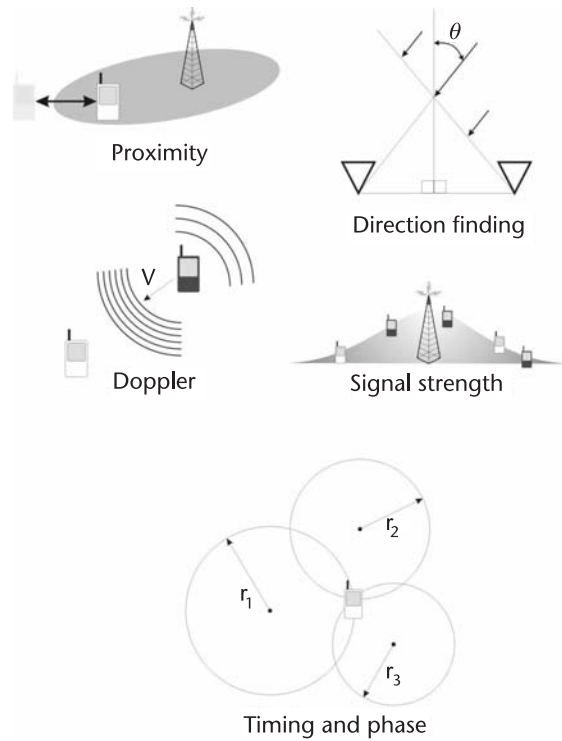 θ
Proximity
Direction finding
V
Doppler
Signal strength
r₂
r₁
r₃
Timing and phase